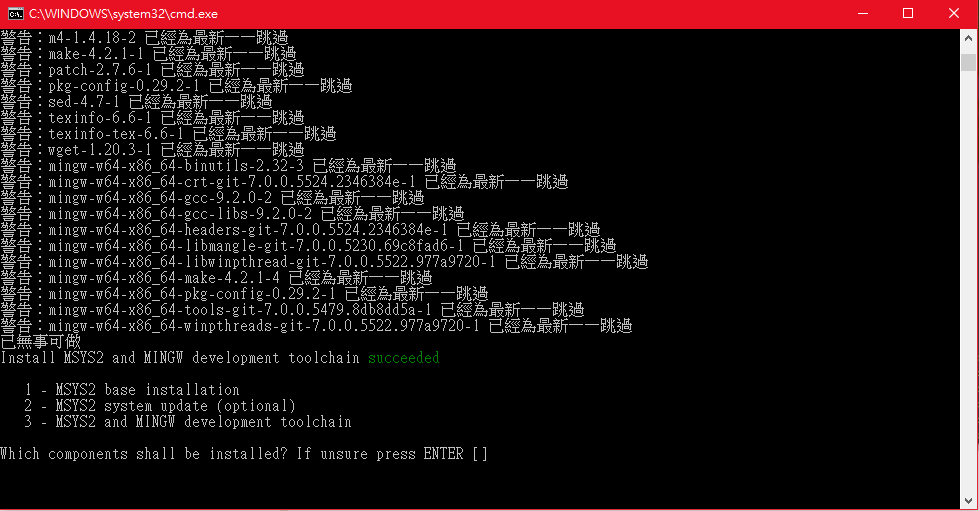 C:\WINDOWS\system32\cmd.exe
警告：m4-1.4.18-2 已經為最新——跳過
警告：make-4.2.1-1 已經為最新——跳過
警告：patch-2.7.6-1 已經為最新——跳過
警告：pkg-config-0.29.2-1 已經為最新——跳過
警告：sed-4.7-1 已經為最新——跳過
警告：texinfo-6.6-1 已經為最新——跳過
警告：texinfo-tex-6.6-1 已經為最新——跳過
警告：wget-1.20.3-1 已經為最新——跳過
警告：mingw-w64-x86_64-binutils-2.32-3 已經為最新——跳過
警告：mingw-w64-x86_64-crt-git-7.0.0.5524.2346384e-1 已經為最新——跳過
警告：mingw-w64-x86_64-gcc-9.2.0-2 已經為最新——跳過
警告：mingw-w64-x86_64-gcc-libs-9.2.0-2 已經為最新——跳過
警告：mingw-w64-x86_64-headers-git-7.0.0.5524.2346384e-1 已經為最新——跳過
警告：mingw-w64-x86_64-libmangle-git-7.0.0.5230.69c8fad6-1 已經為最新——跳過
警告：mingw-w64-x86_64-libwinpthread-git-7.0.0.5522.977a9720-1 已經為最新——跳過
警告：mingw-w64-x86_64-make-4.2.1-4 已經為最新——跳過
警告：mingw-w64-x86_64-pkg-config-0.29.2-1 已經為最新——跳過
警告：mingw-w64-x86_64-tools-git-7.0.0.5479.8db8dd5a-1 已經為最新——跳過
警告：mingw-w64-x86_64-winpthreads-git-7.0.0.5522.977a9720-1 已經為最新——跳過
已無事可做
Install MSYS2 and MINGW development toolchain succeeded
1 - MSYS2 base installation
2 - MSYS2 system update (optional)
3 - MSYS2 and MINGW development toolchain
Which components shall be installed? If unsure press ENTER []